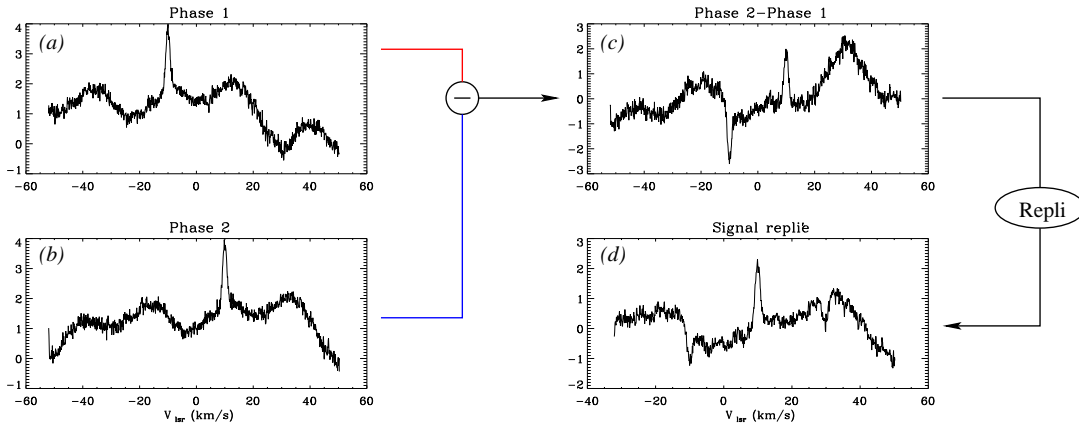 Phase 1
(a)
4
3
2
1
0
−1
−60 −40 −20 0 20 40 60
Phase 2
(b)
4
3
2
1
0
−1
−60 −40 −20 0 20 40 60
V lsr (km/s)
Phase 2−Phase 1
(c)
3
2
1
0
−1
−2
−3
−40 −20 0 20 40 60
−60
Repli
Signal replié
(d)
3
2
1
0
−1
−2
−60 −40 −20 0 20 40 60
V lsr (km/s)